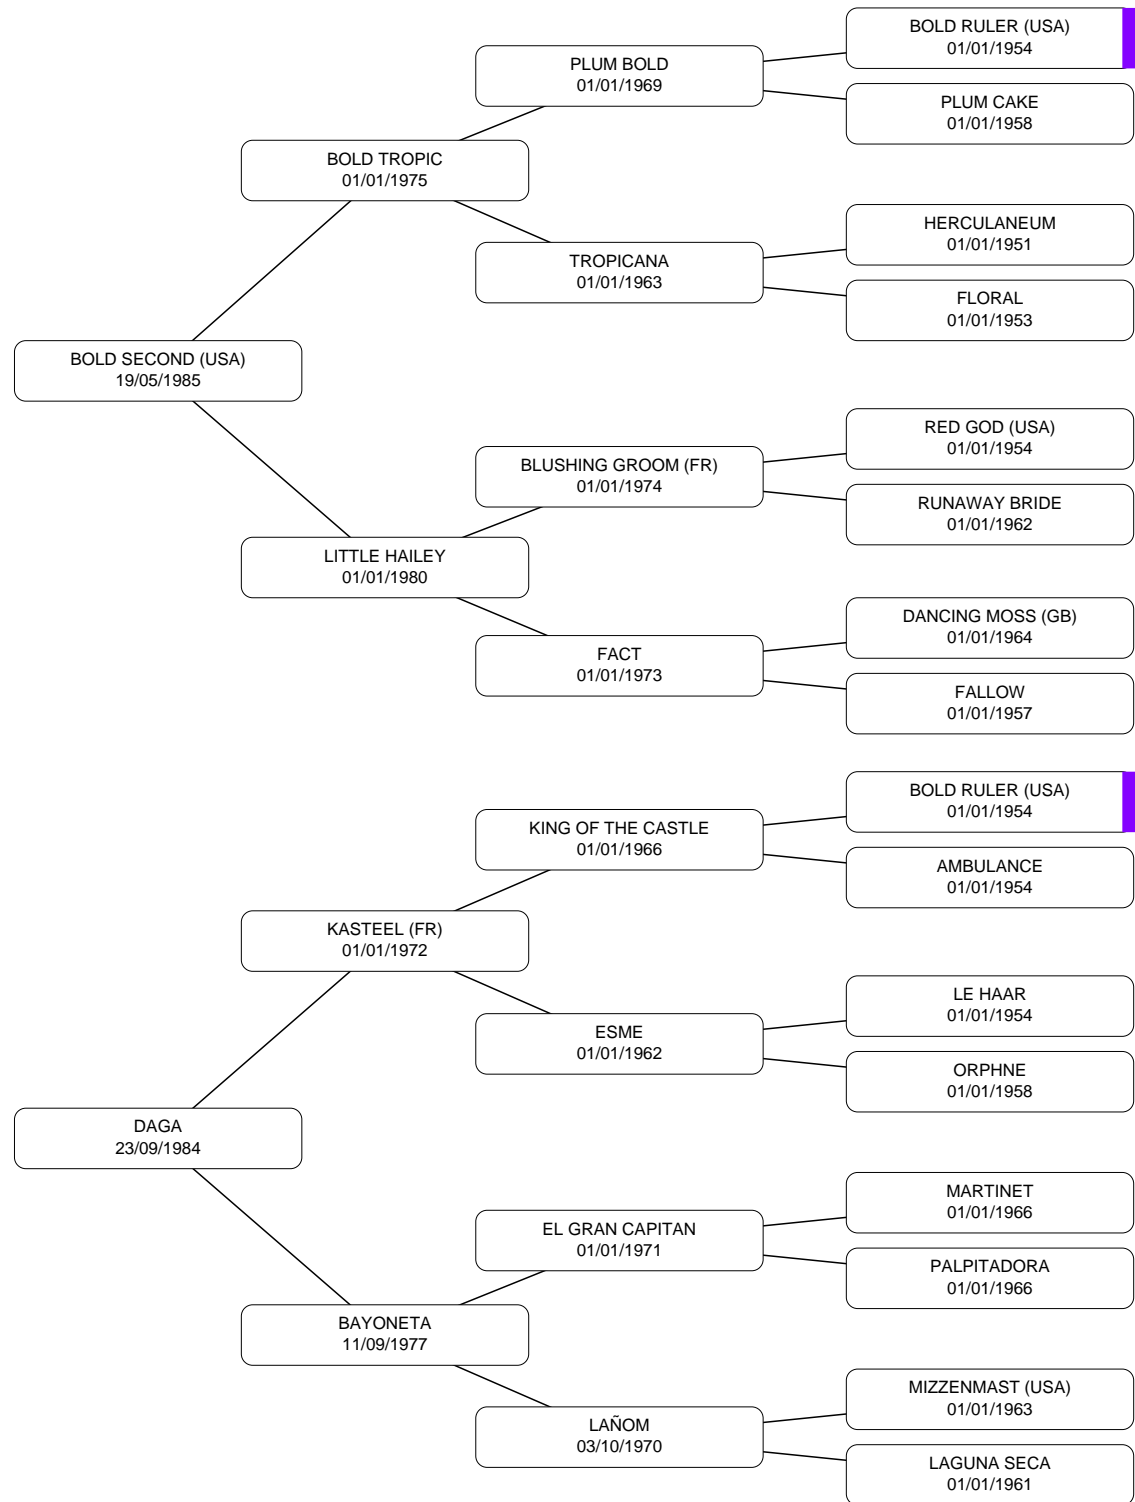 BOLD RULER (USA)
01/01/1954
PLUM BOLD
01/01/1969
PLUM CAKE
01/01/1958
BOLD TROPIC
01/01/1975
HERCULANEUM
01/01/1951
TROPICANA
01/01/1963
FLORAL
01/01/1953
BOLD SECOND (USA)
19/05/1985
RED GOD (USA)
01/01/1954
BLUSHING GROOM (FR)
01/01/1974
RUNAWAY BRIDE
01/01/1962
LITTLE HAILEY
01/01/1980
DANCING MOSS (GB)
01/01/1964
FACT
01/01/1973
FALLOW
01/01/1957
BOLD RULER (USA)
01/01/1954
KING OF THE CASTLE
01/01/1966
AMBULANCE
01/01/1954
KASTEEL (FR)
01/01/1972
LE HAAR
01/01/1954
ESME
01/01/1962
ORPHNE
01/01/1958
DAGA
23/09/1984
MARTINET
01/01/1966
EL GRAN CAPITAN
01/01/1971
PALPITADORA
01/01/1966
BAYONETA
11/09/1977
MIZZENMAST (USA)
01/01/1963
LAÑOM
03/10/1970
LAGUNA SECA
01/01/1961